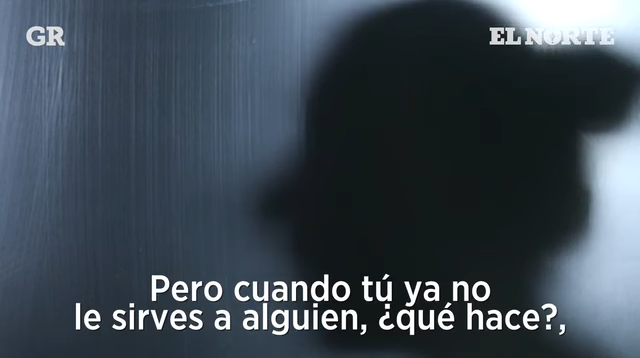 GR
EL NORTE
Pero cuando tú ya no
le sirves a alguien, ¿qué hace?,